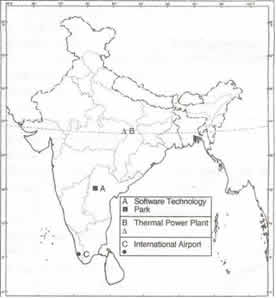 B
A
A Software Technology
Park
B Thermal Power Plant
C International Airport
C